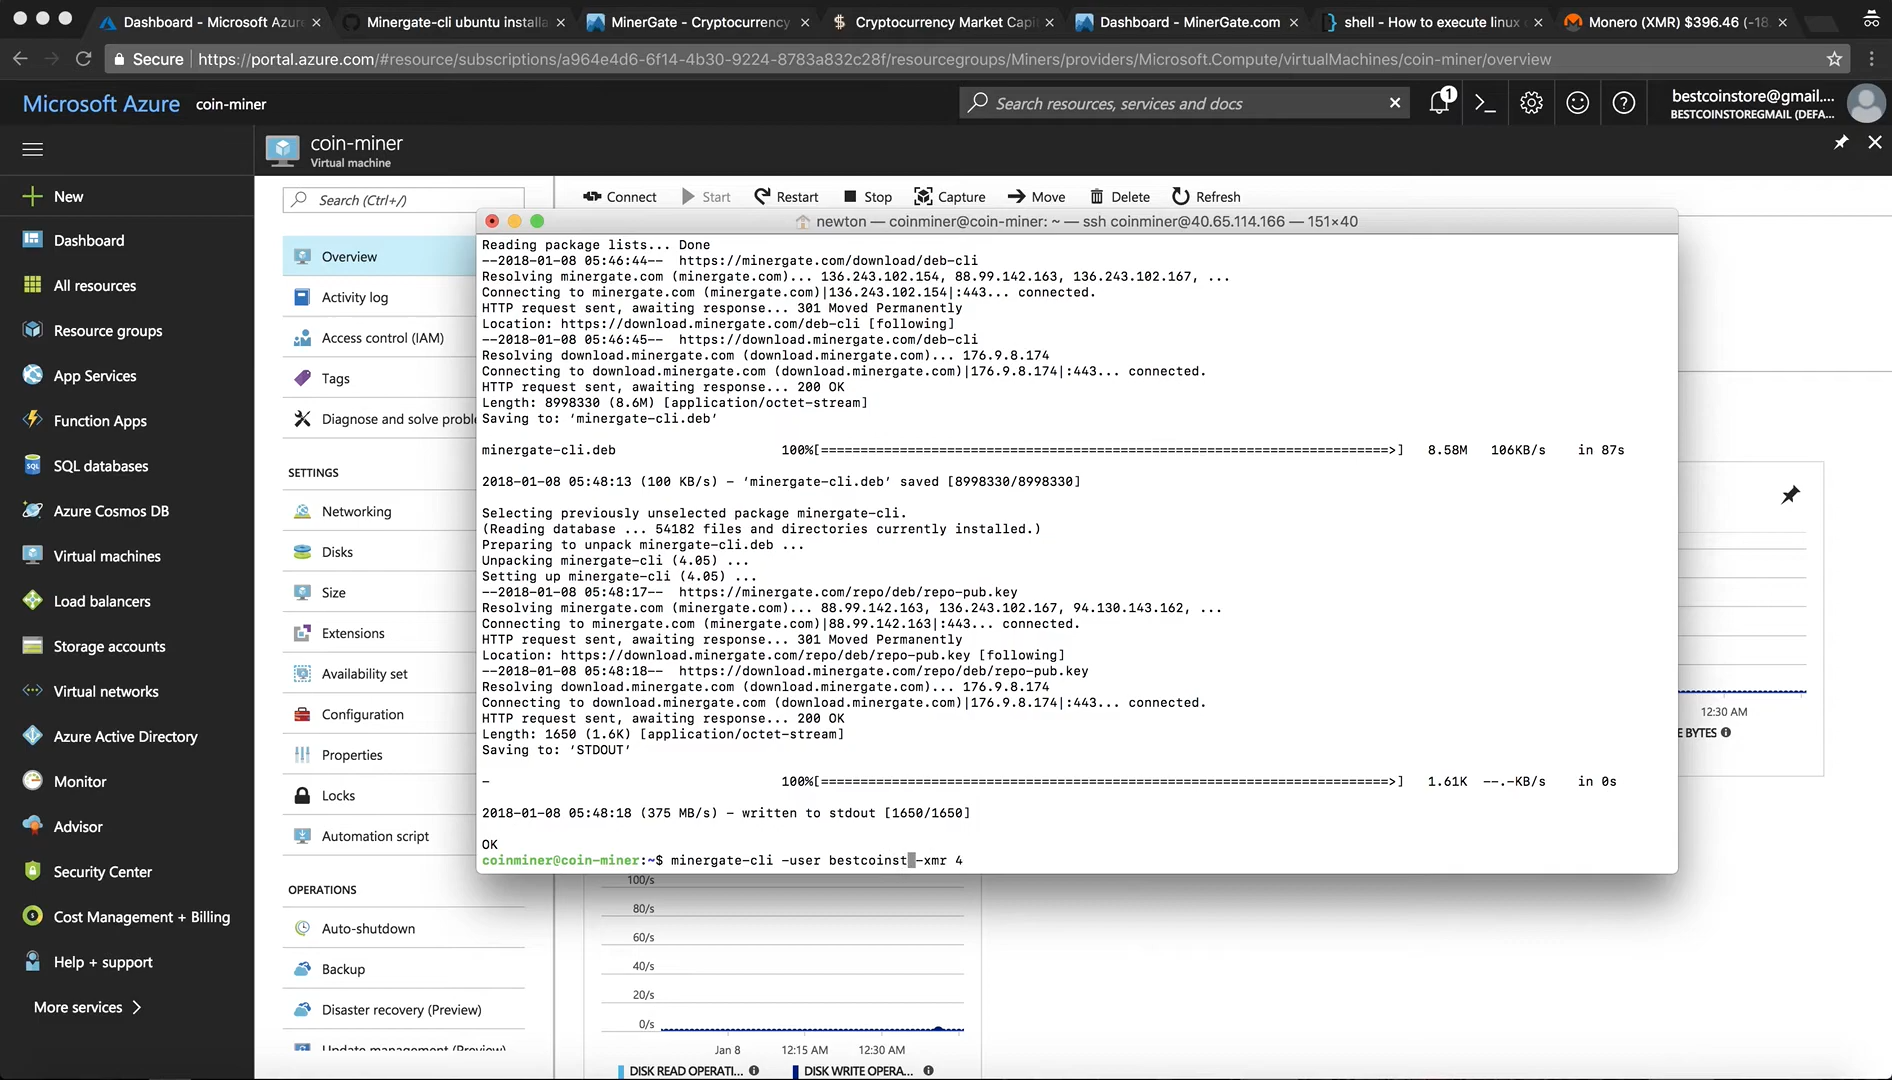 Dashboard - Microsoft Azur
Minergate-cli ubuntu installa
MinerGate - Cryptocurrency
Cryptocurrency Market Capi
Dashboard - MinerGate.com
shell - How to execute linux c
Monero (XMR) $396.46 (-18.
Secure https://portal.azure.com/#resource/subscriptions/a964e4d6-6f14-4b30-9224-8783a832c28f/resourcegroups/Miners/providers/Microsoft.Compute/virtualMachines/coin-miner/overview
Microsoft Azure coin-miner
Search resources, services and docs
1
bestcoinstore@gmail....
BESTCOINSTOREGMAIL (DEFA...
coin-miner
Virtual machine
New
Dashboard
All resources
Resource groups
App Services
Function Apps
SQL databases
Azure Cosmos DB
Virtual machines
Load balancers
Storage accounts
Virtual networks
Azure Active Directory
Monitor
Advisor
Security Center
Cost Management + Billing
Help + support
More services
Search (Ctrl+/)
Overview
Activity log
Access control (IAM)
Tags
Diagnose and solve proble
SETTINGS
Networking
Disks
Size
Extensions
Availability set
Configuration
Properties
Locks
Automation script
OPERATIONS
Auto-shutdown
Backup
Disaster recovery (Preview)
Update management (Preview)
Connect Start Restart Stop Capture Move Delete Refresh
newton — coinminer@coin-miner: ~ — ssh coinminer@40.65.114.166 — 151×40
Reading package lists... Done
--2018-01-08 05:46:44-- https://minergate.com/download/deb-cli
Resolving minergate.com (minergate.com)... 136.243.102.154, 88.99.142.163, 136.243.102.167, ...
Connecting to minergate.com (minergate.com)|136.243.102.154|:443... connected.
HTTP request sent, awaiting response... 301 Moved Permanently
Location: https://download.minergate.com/deb-cli [following]
--2018-01-08 05:46:45-- https://download.minergate.com/deb-cli
Resolving download.minergate.com (download.minergate.com)... 176.9.8.174
Connecting to download.minergate.com (download.minergate.com)|176.9.8.174|:443... connected.
HTTP request sent, awaiting response... 200 OK
Length: 8998330 (8.6M) [application/octet-stream]
Saving to: ‘minergate-cli.deb’
minergate-cli.deb 100%[========================================================================>] 8.58M 106KB/s in 87s
2018-01-08 05:48:13 (100 KB/s) - ‘minergate-cli.deb’ saved [8998330/8998330]
Selecting previously unselected package minergate-cli.
(Reading database ... 54182 files and directories currently installed.)
Preparing to unpack minergate-cli.deb ...
Unpacking minergate-cli (4.05) ...
Setting up minergate-cli (4.05) ...
--2018-01-08 05:48:17-- https://minergate.com/repo/deb/repo-pub.key
Resolving minergate.com (minergate.com)... 88.99.142.163, 136.243.102.167, 94.130.143.162, ...
Connecting to minergate.com (minergate.com)|88.99.142.163|:443... connected.
HTTP request sent, awaiting response... 301 Moved Permanently
Location: https://download.minergate.com/repo/deb/repo-pub.key [following]
--2018-01-08 05:48:18-- https://download.minergate.com/repo/deb/repo-pub.key
Resolving download.minergate.com (download.minergate.com)... 176.9.8.174
Connecting to download.minergate.com (download.minergate.com)|176.9.8.174|:443... connected.
HTTP request sent, awaiting response... 200 OK
Length: 1650 (1.6K) [application/octet-stream]
Saving to: ‘STDOUT’
- 100%[========================================================================>] 1.61K --.-KB/s in 0s
2018-01-08 05:48:18 (375 MB/s) - written to stdout [1650/1650]
OK
coinminer@coin-miner:~$ minergate-cli -user bestcoinst -xmr 4
12:30 AM
E BYTES
100/s
80/s
60/s
40/s
20/s
0/s
Jan 8 12:15 AM 12:30 AM
DISK READ OPERATI... DISK WRITE OPERA...